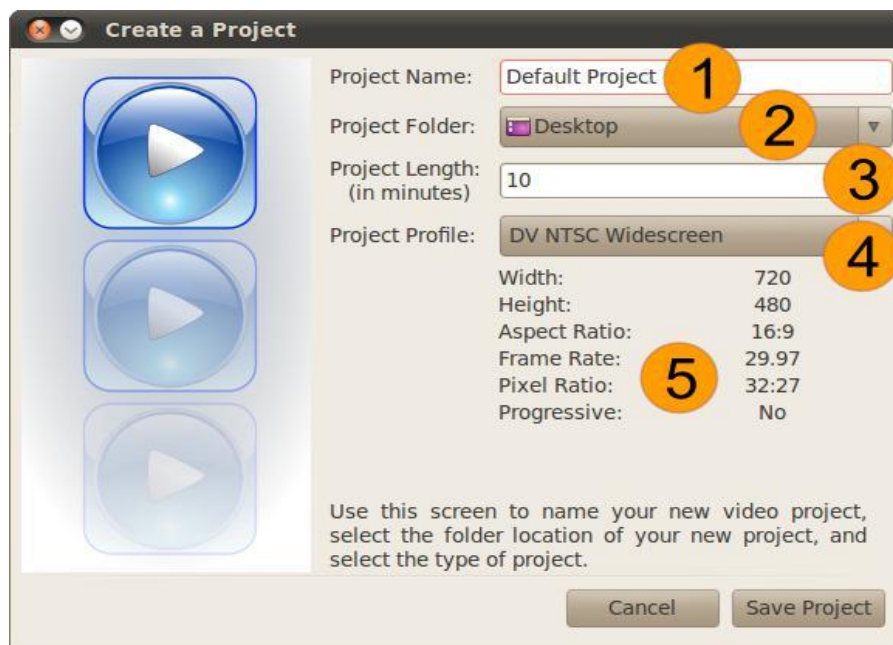 Create a Project
Project Name: Default Project 1
Project Folder: Desktop 2
Project Length: 10 3
(in minutes)
Project Profile: DV NTSC Widescreen 4
Width: 720
Height: 480
Aspect Ratio: 16:9
Frame Rate: 29.97
5
Pixel Ratio: 32:27
Progressive: No
Use this screen to name your new video project,
select the folder location of your new project, and
select the type of project.
Cancel Save Project